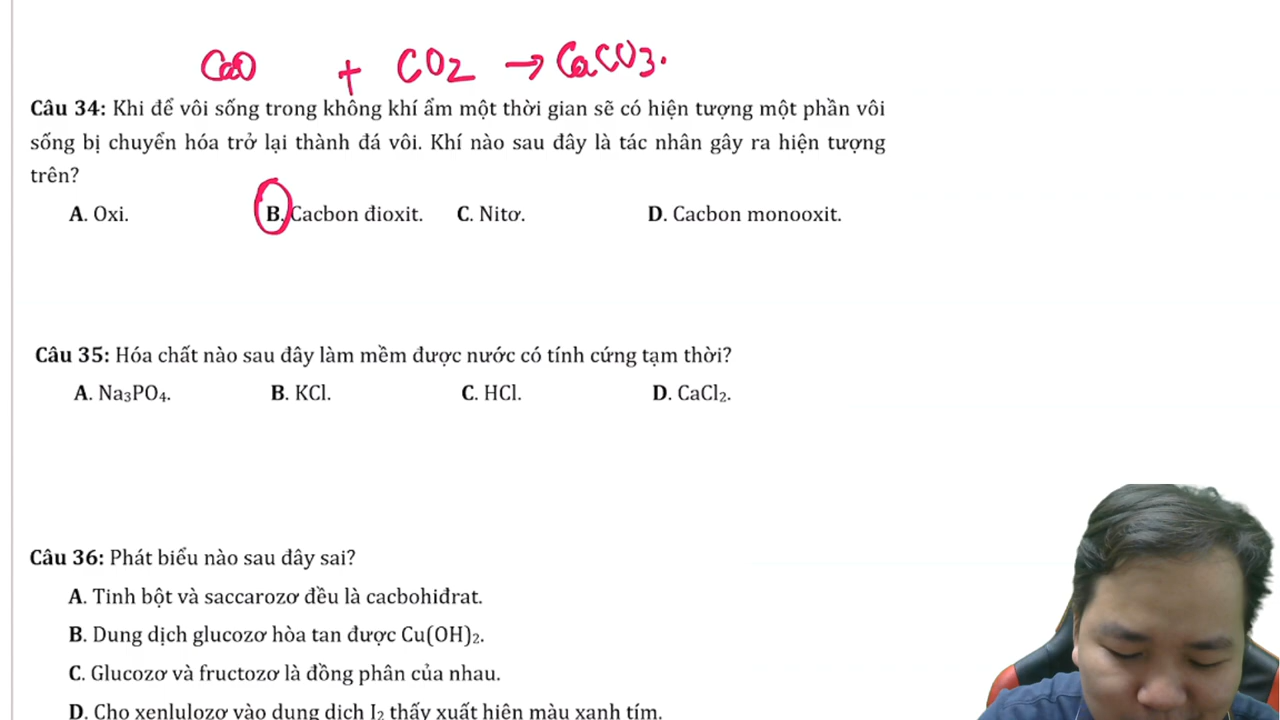 CaO + CO₂ → CaCO₃.
Câu 34: Khi để vôi sống trong không khí ẩm một thời gian sẽ có hiện tượng một phần vôi
sống bị chuyển hóa trở lại thành đá vôi. Khí nào sau đây là tác nhân gây ra hiện tượng
trên?
A. Oxi. B. Cacbon đioxit. C. Nitơ. D. Cacbon monooxit.
Câu 35: Hóa chất nào sau đây làm mềm được nước có tính cứng tạm thời?
A. Na₃PO₄. B. KCl. C. HCl. D. CaCl₂.
Câu 36: Phát biểu nào sau đây sai?
A. Tinh bột và saccarozơ đều là cacbohiđrat.
B. Dung dịch glucozơ hòa tan được Cu(OH)₂.
C. Glucozơ và fructozơ là đồng phân của nhau.
D. Cho xenlulozơ vào dung dịch I₂ thấy xuất hiện màu xanh tím.